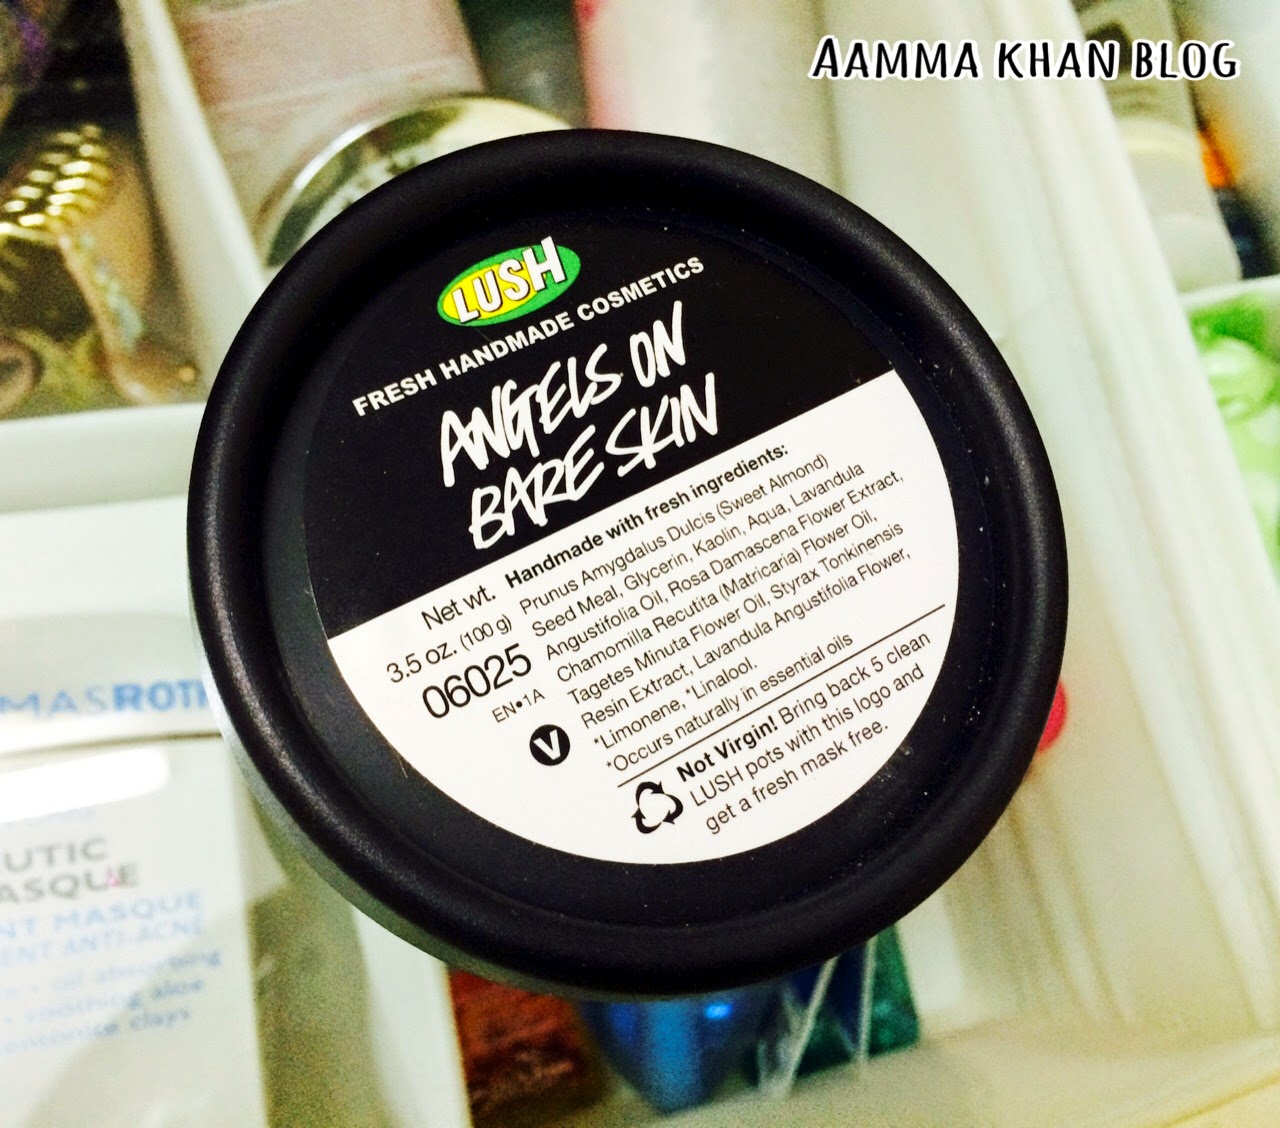 AAMMA KHAN BLOG
LUSH
FRESH HANDMADE COSMETICS
ANGELS ON
BARE SKIN
Net wt.
3.5 oz. (100 g)
06025
EN•1A
V
Handmade with fresh ingredients:
Prunus Amygdalus Dulcis (Sweet Almond)
Seed Meal, Glycerin, Kaolin, Aqua, Lavandula
Angustifolia Oil, Rosa Damascena Flower Extract,
Chamomilla Recutita (Matricaria) Flower Oil,
Tagetes Minuta Flower Oil, Styrax Tonkinensis
Resin Extract, Lavandula Angustifolia Flower,
*Limonene, *Linalool.
*Occurs naturally in essential oils
Not Virgin! Bring back 5 clean
LUSH pots with this logo and
get a fresh mask free.
MASROTH
UTIC
ASQUE
NT MASQUE
ENT ANTI-ACNE
oil absorbing
soothing aloe
clays